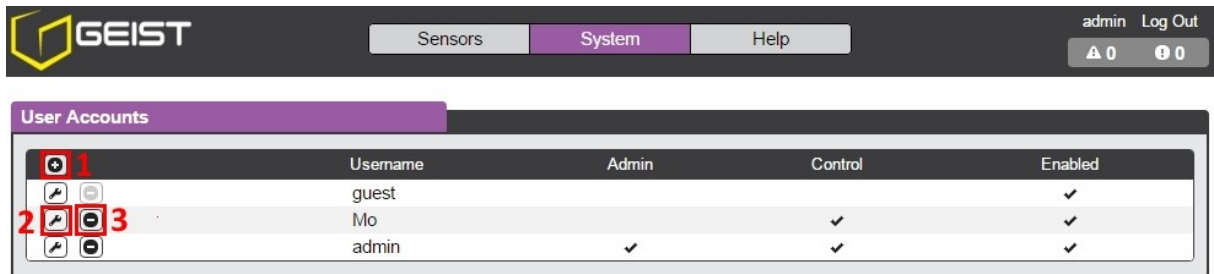 GEIST
Sensors System Help
admin Log Out
0 0
User Accounts
1 Username Admin Control Enabled
guest
2 3 Mo
admin